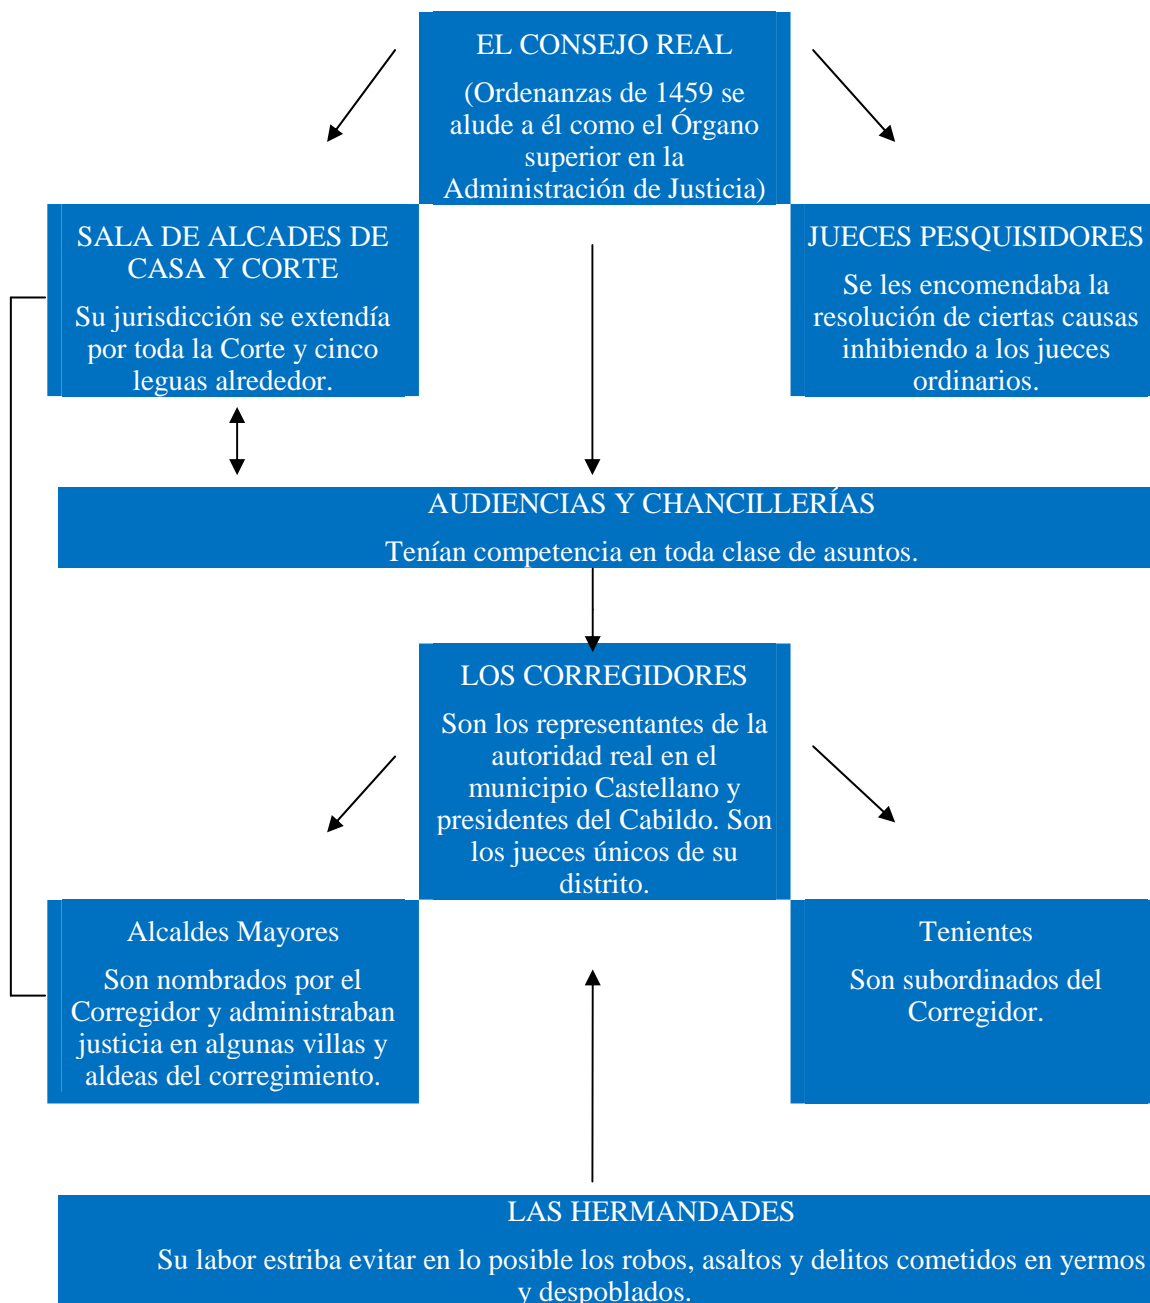 EL CONSEJO REAL
(Ordenanzas de 1459 se
alude a él como el Órgano
superior en la
Administración de Justicia)
SALA DE ALCADES DE
CASA Y CORTE
Su jurisdicción se extendía
por toda la Corte y cinco
leguas alrededor.
JUECES PESQUISIDORES
Se les encomendaba la
resolución de ciertas causas
inhibiendo a los jueces
ordinarios.
AUDIENCIAS Y CHANCILLERÍAS
Tenían competencia en toda clase de asuntos.
LOS CORREGIDORES
Son los representantes de la
autoridad real en el
municipio Castellano y
presidentes del Cabildo. Son
los jueces únicos de su
distrito.
Alcaldes Mayores
Son nombrados por el
Corregidor y administraban
justicia en algunas villas y
aldeas del corregimiento.
Tenientes
Son subordinados del
Corregidor.
LAS HERMANDADES
Su labor estriba evitar en lo posible los robos, asaltos y delitos cometidos en yermos
y despoblados.